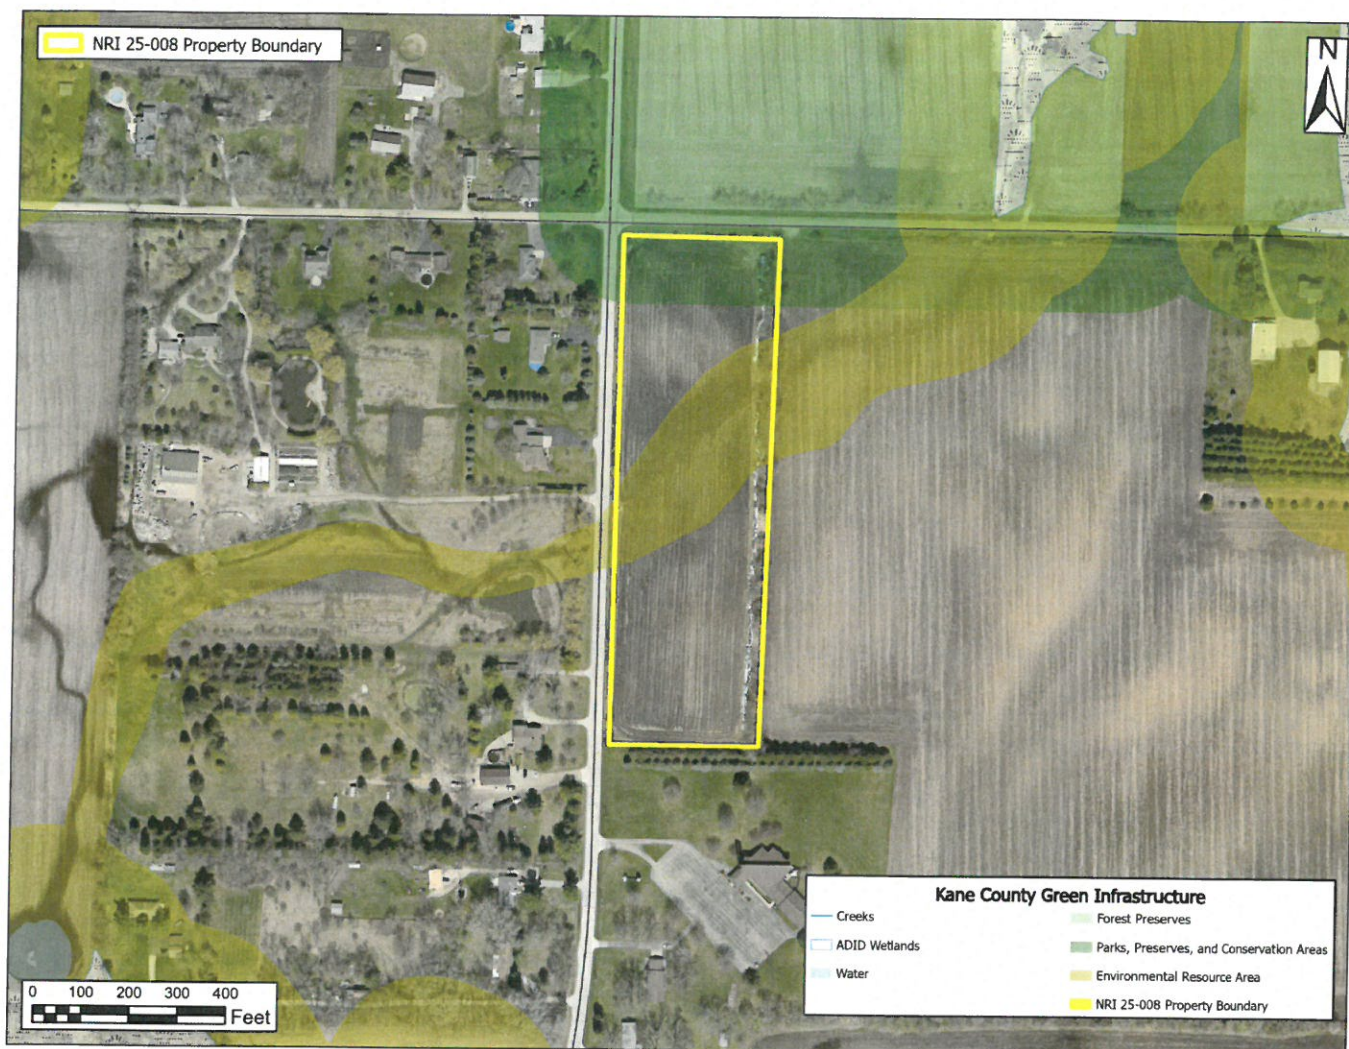 NRI 25-008 Property Boundary
N
Kane County Green Infrastructure
Creeks
ADID Wetlands
Water
Forest Preserves
Parks, Preserves, and Conservation Areas
Environmental Resource Area
NRI 25-008 Property Boundary
0 100 200 300 400
Feet